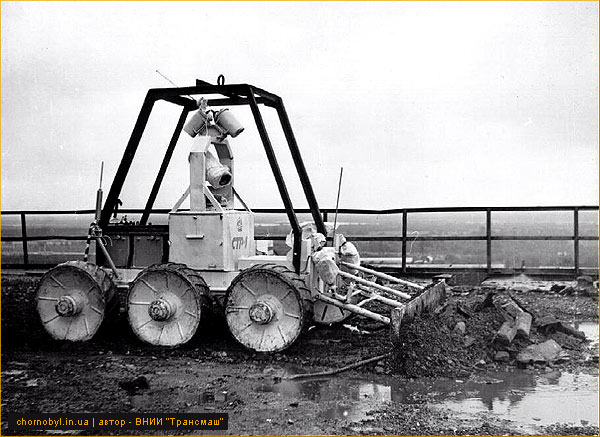 СТР-1
chornobyl.in.ua | автор - ВНИИ "Трансмаш"